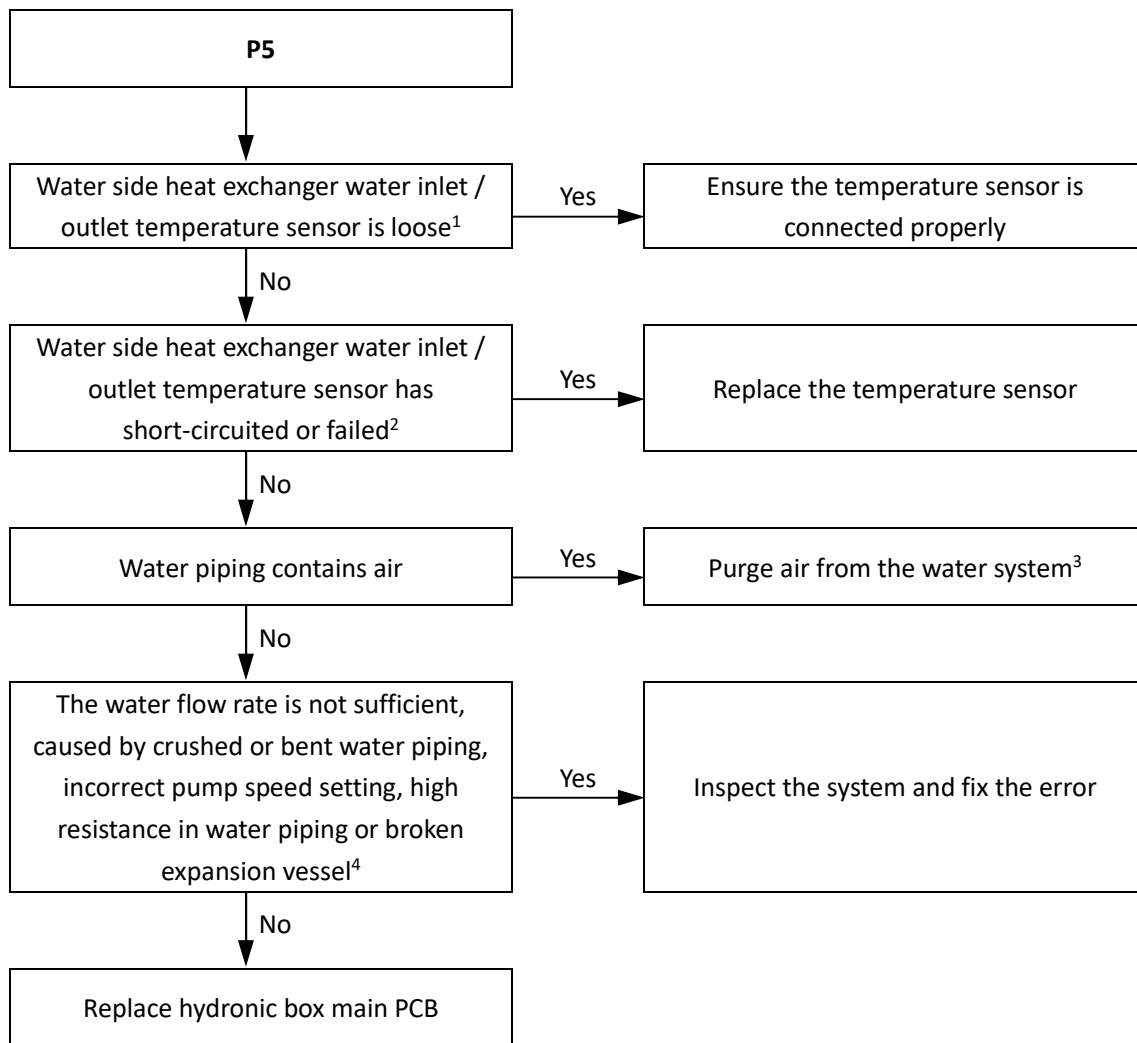 P5
Water side heat exchanger water inlet /
outlet temperature sensor is loose¹
Yes
Ensure the temperature sensor is
connected properly
No
Water side heat exchanger water inlet /
outlet temperature sensor has
short-circuited or failed²
Yes
Replace the temperature sensor
No
Water piping contains air
Yes
Purge air from the water system³
No
The water flow rate is not sufficient,
caused by crushed or bent water piping,
incorrect pump speed setting, high
resistance in water piping or broken
expansion vessel⁴
Yes
Inspect the system and fix the error
No
Replace hydronic box main PCB